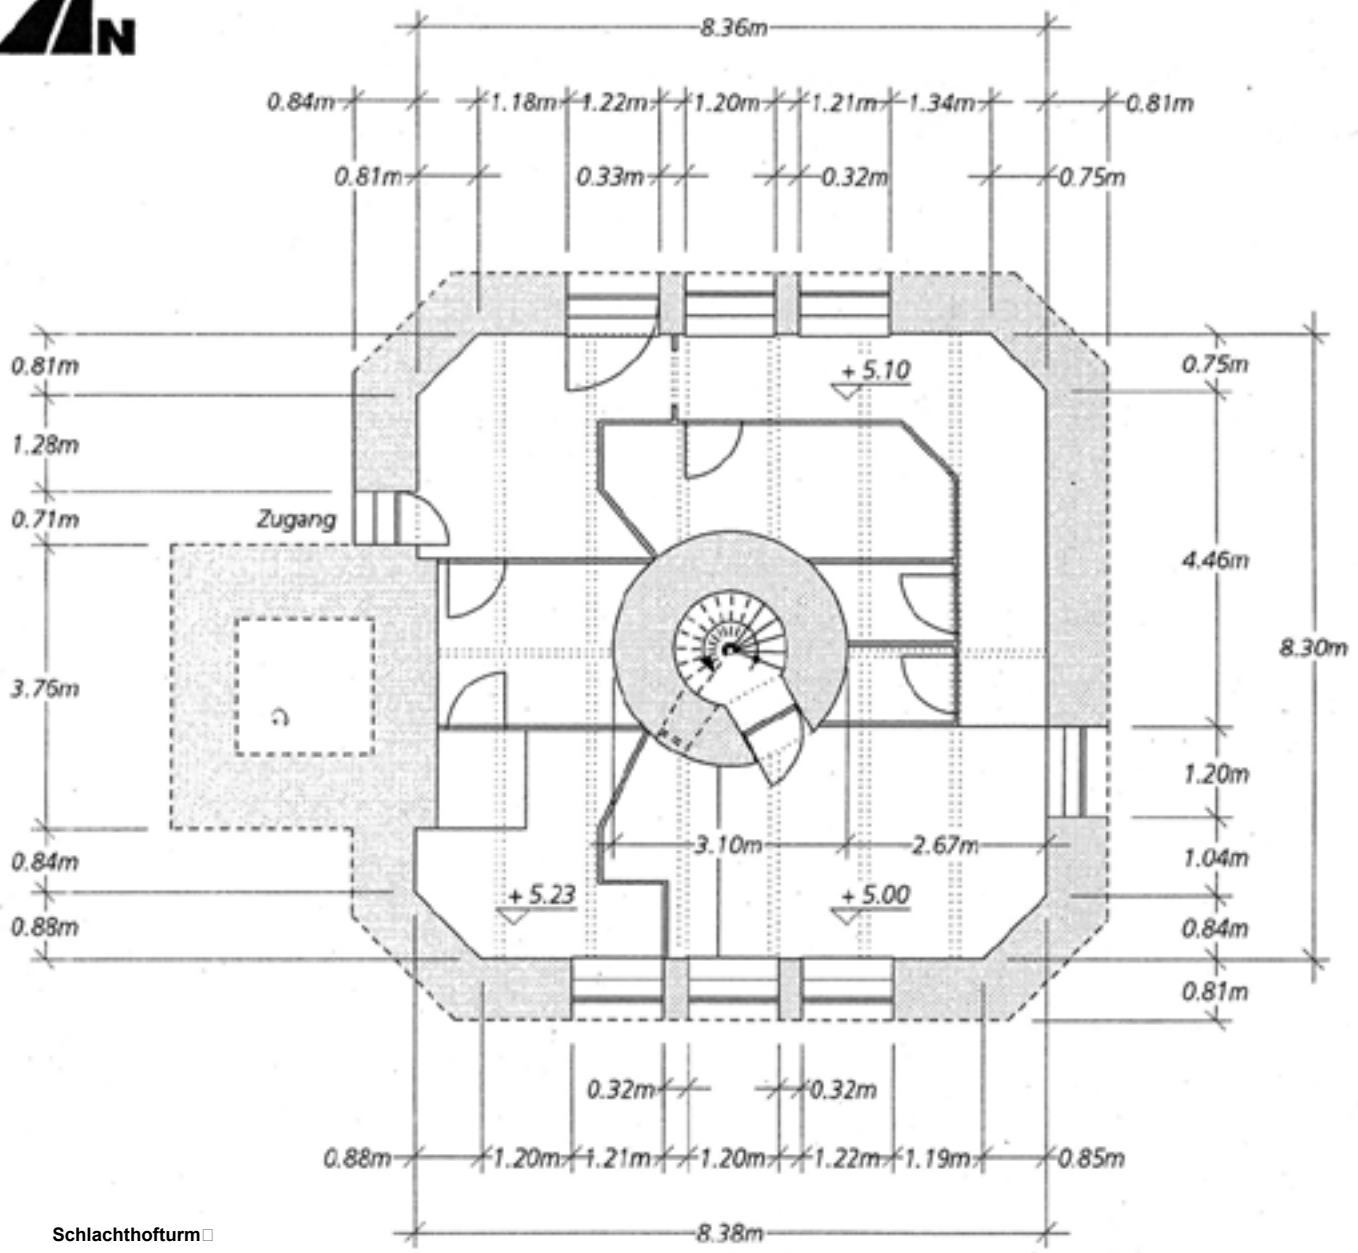 N
8.36m
0.84m 1.18m 1.22m 1.20m 1.21m 1.34m 0.81m
0.81m 0.33m 0.32m 0.75m
0.81m
1.28m
0.71m
3.75m
0.84m
0.88m
Zugang
+ 5.10
+ 5.23
+ 5.00
3.10m 2.67m
0.75m
4.46m
8.30m
1.20m
1.04m
0.84m
0.81m
0.32m 0.32m
0.88m 1.20m 1.21m 1.20m 1.22m 1.19m 0.85m
8.38m
Schlachthofturm